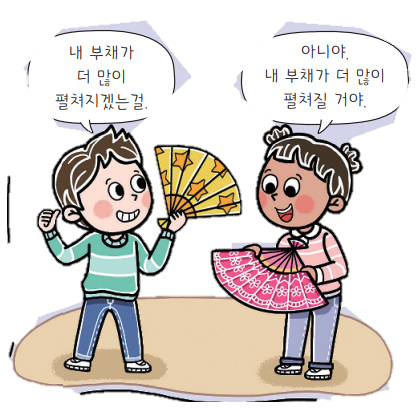 내 부채가
더 많이
펼쳐지겠는걸.
아니야.
내 부채가 더 많이
펼쳐질 거야.